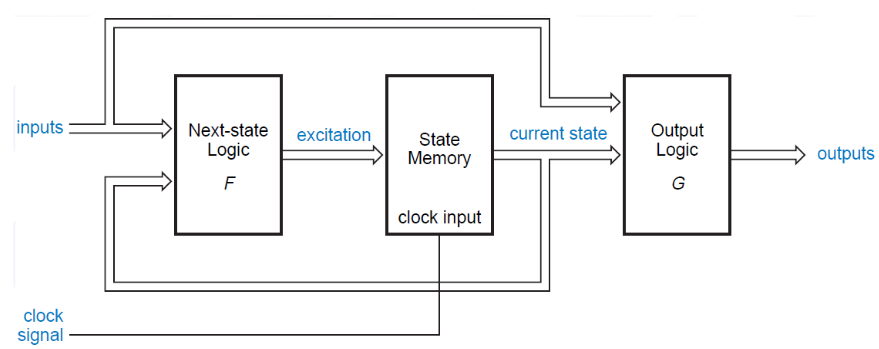 inputs
Next-state
Logic
F
excitation
State
Memory
clock input
current state
Output
Logic
G
outputs
clock
signal